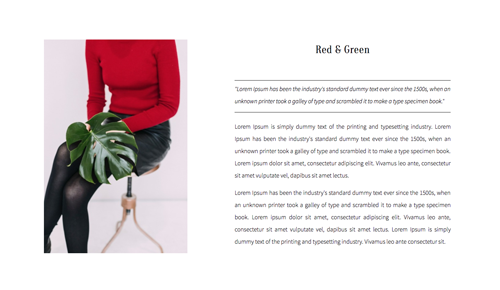 Red & Green
"Lorem Ipsum has been the industry's standard dummy text ever since the 1500s, when an
unknown printer took a galley of type and scrambled it to make a type specimen book."
Lorem Ipsum is simply dummy text of the printing and typesetting industry. Lorem
Ipsum has been the industry's standard dummy text ever since the 1500s, when an
unknown printer took a galley of type and scrambled it to make a type specimen book.
Lorem ipsum dolor sit amet, consectetur adipiscing elit. Vivamus leo ante, consectetur
sit amet vulputate vel, dapibus sit amet lectus.
Lorem Ipsum has been the industry's standard dummy text ever since the 1500s, when
an unknown printer took a galley of type and scrambled it to make a type specimen
book. Lorem ipsum dolor sit amet, consectetur adipiscing elit. Vivamus leo ante,
consectetur sit amet vulputate vel, dapibus sit amet lectus. Lorem Ipsum is simply
dummy text of the printing and typesetting industry. Vivamus leo ante consectetur sit.